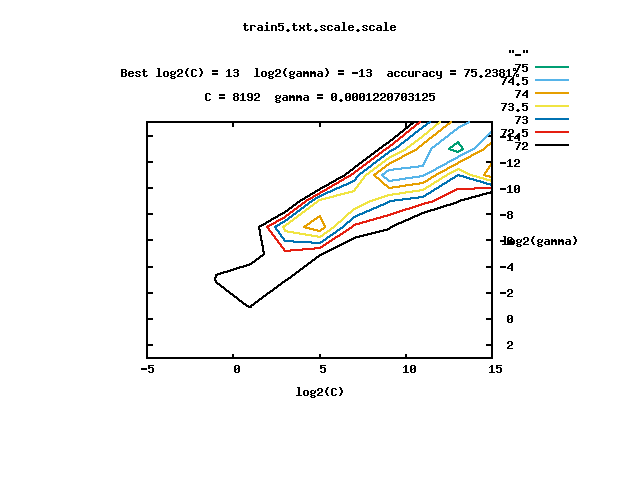 train5.txt.scale.scale
"-"
Best log2(C) = 13 log2(gamma) = -13 accuracy = 75.2381%
C = 8192 gamma = 0.0001220703125
75
74.5
74
73.5
73
72.5
72
-14
-12
-10
-8
-6
log2(gamma)
-4
-2
0
2
-5 0 5 10 15
log2(C)